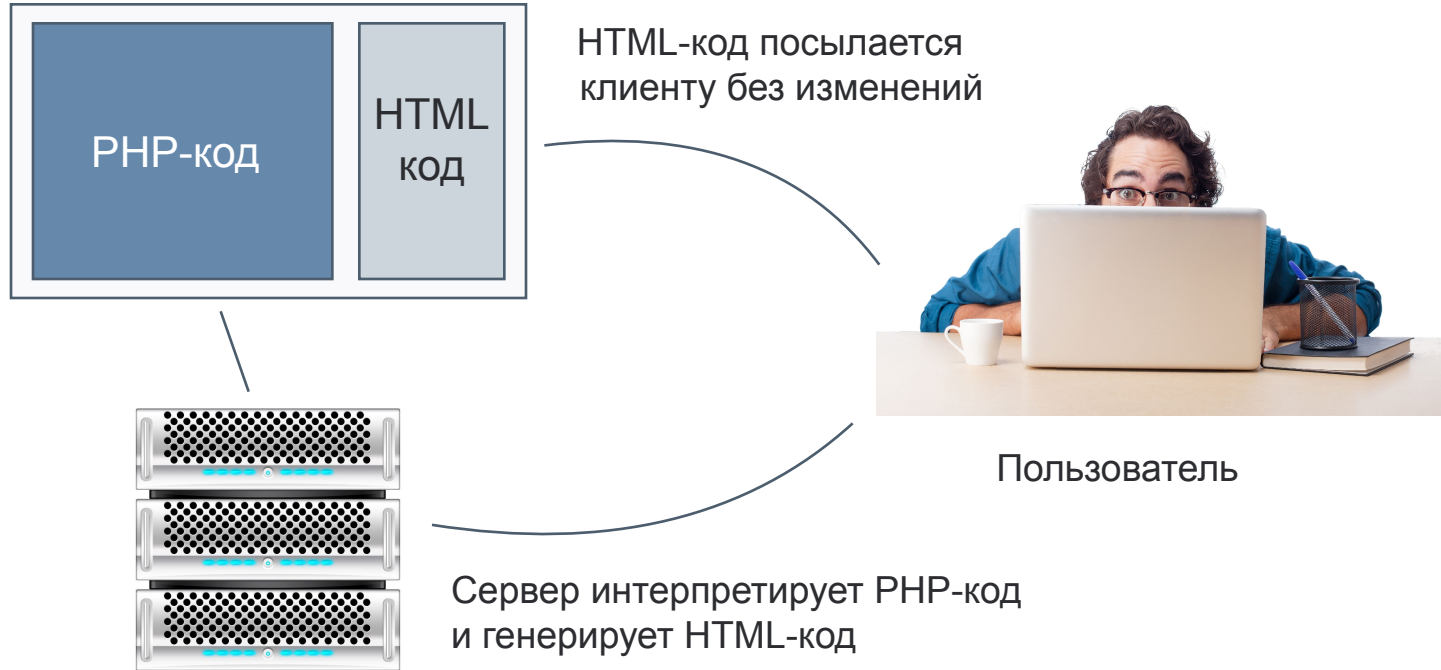 PHP-код
HTML
код
HTML-код посылается
клиенту без изменений
Пользователь
Сервер интерпретирует PHP-код
и генерирует HTML-код